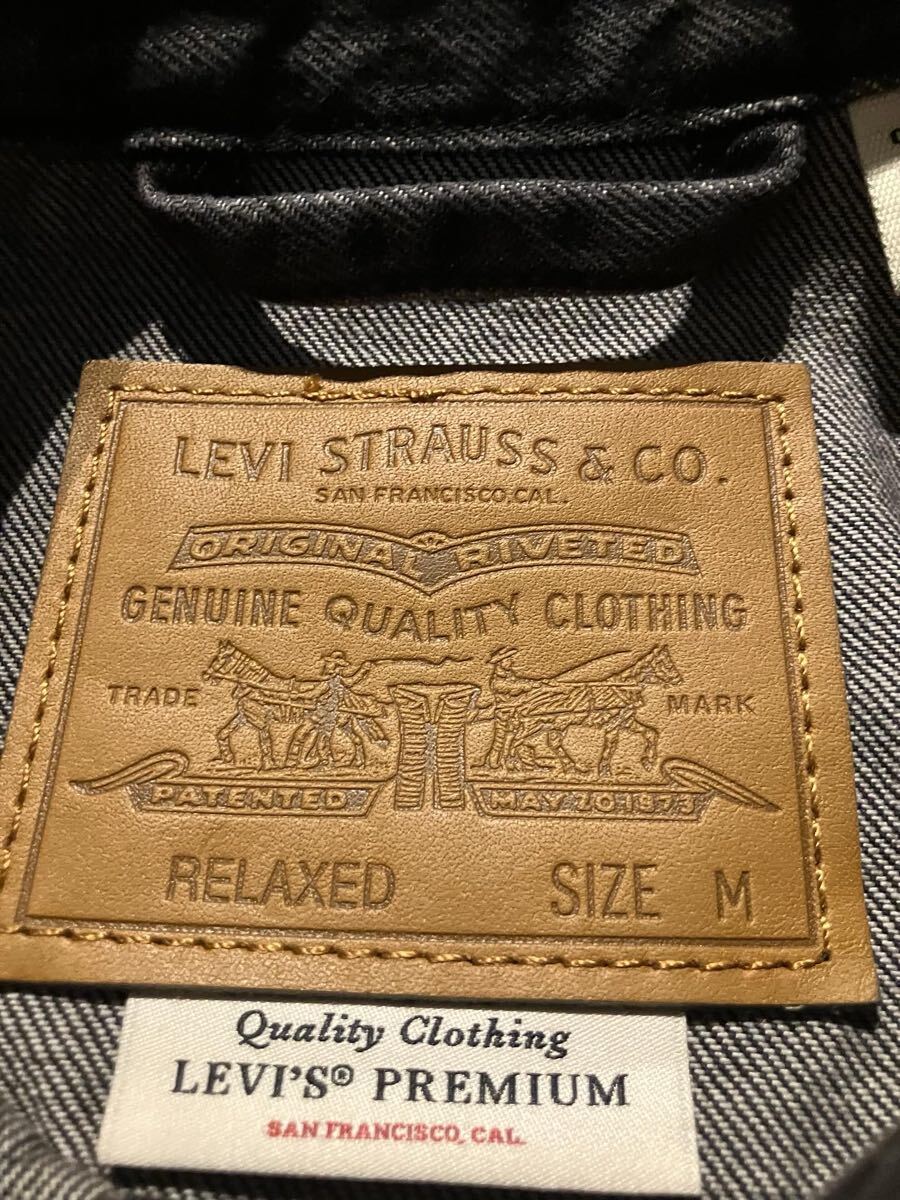 LEVI STRAUSS & CO.
SAN FRANCISCO, CAL.
ORIGINAL RIVETED
GENUINE QUALITY CLOTHING
TRADE MARK
PATENTED MAY 20 1873
RELAXED SIZE M
Quality Clothing
LEVI'S® PREMIUM
SAN FRANCISCO, CAL.